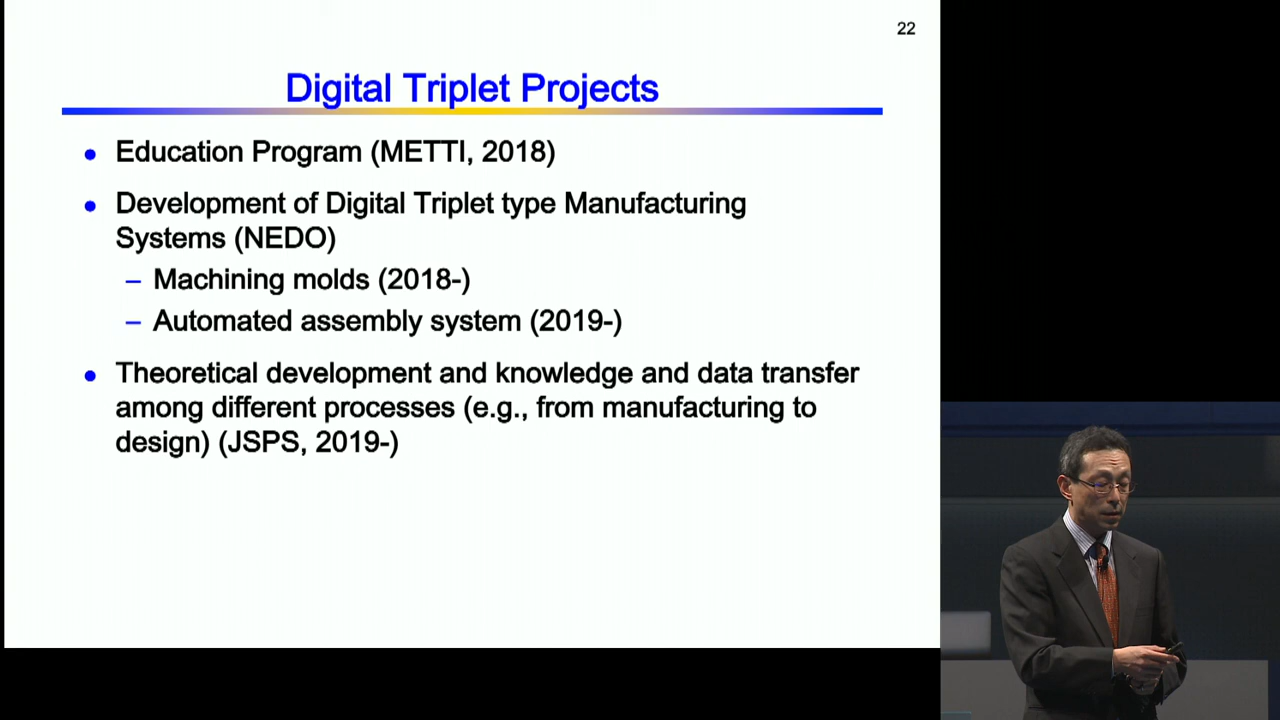 22
Digital Triplet Projects
● Education Program (METTI, 2018)
● Development of Digital Triplet type Manufacturing
Systems (NEDO)
– Machining molds (2018-)
– Automated assembly system (2019-)
● Theoretical development and knowledge and data transfer
among different processes (e.g., from manufacturing to
design) (JSPS, 2019-)